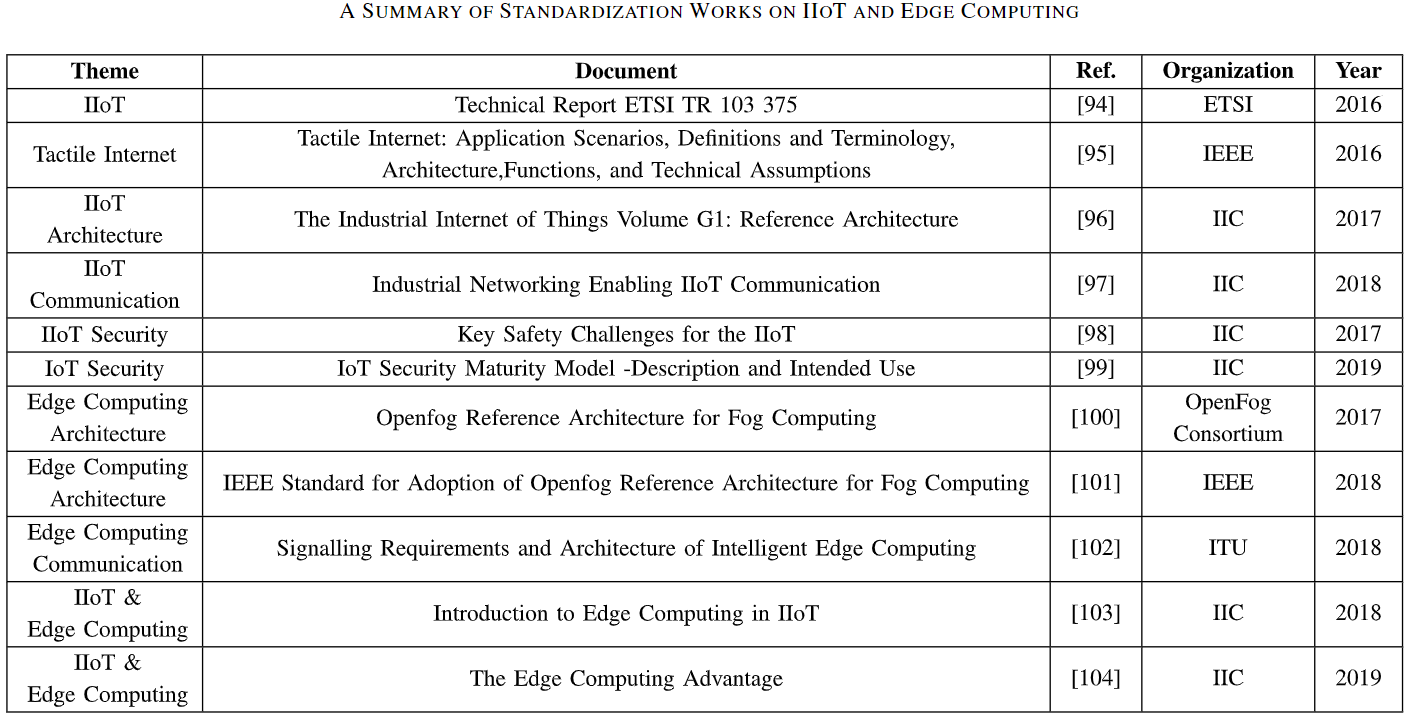 A SUMMARY OF STANDARDIZATION WORKS ON IIOT AND EDGE COMPUTING
Theme Document Ref. Organization Year
IIoT Technical Report ETSI TR 103 375 [94] ETSI 2016
Tactile Internet Tactile Internet: Application Scenarios, Definitions and Terminology,
Architecture,Functions, and Technical Assumptions [95] IEEE 2016
IIoT
Architecture The Industrial Internet of Things Volume G1: Reference Architecture [96] IIC 2017
IIoT
Communication Industrial Networking Enabling IIoT Communication [97] IIC 2018
IIoT Security Key Safety Challenges for the IIoT [98] IIC 2017
IoT Security IoT Security Maturity Model -Description and Intended Use [99] IIC 2019
Edge Computing
Architecture Openfog Reference Architecture for Fog Computing [100] OpenFog
Consortium 2017
Edge Computing
Architecture IEEE Standard for Adoption of Openfog Reference Architecture for Fog Computing [101] IEEE 2018
Edge Computing
Communication Signalling Requirements and Architecture of Intelligent Edge Computing [102] ITU 2018
IIoT &
Edge Computing Introduction to Edge Computing in IIoT [103] IIC 2018
IIoT &
Edge Computing The Edge Computing Advantage [104] IIC 2019